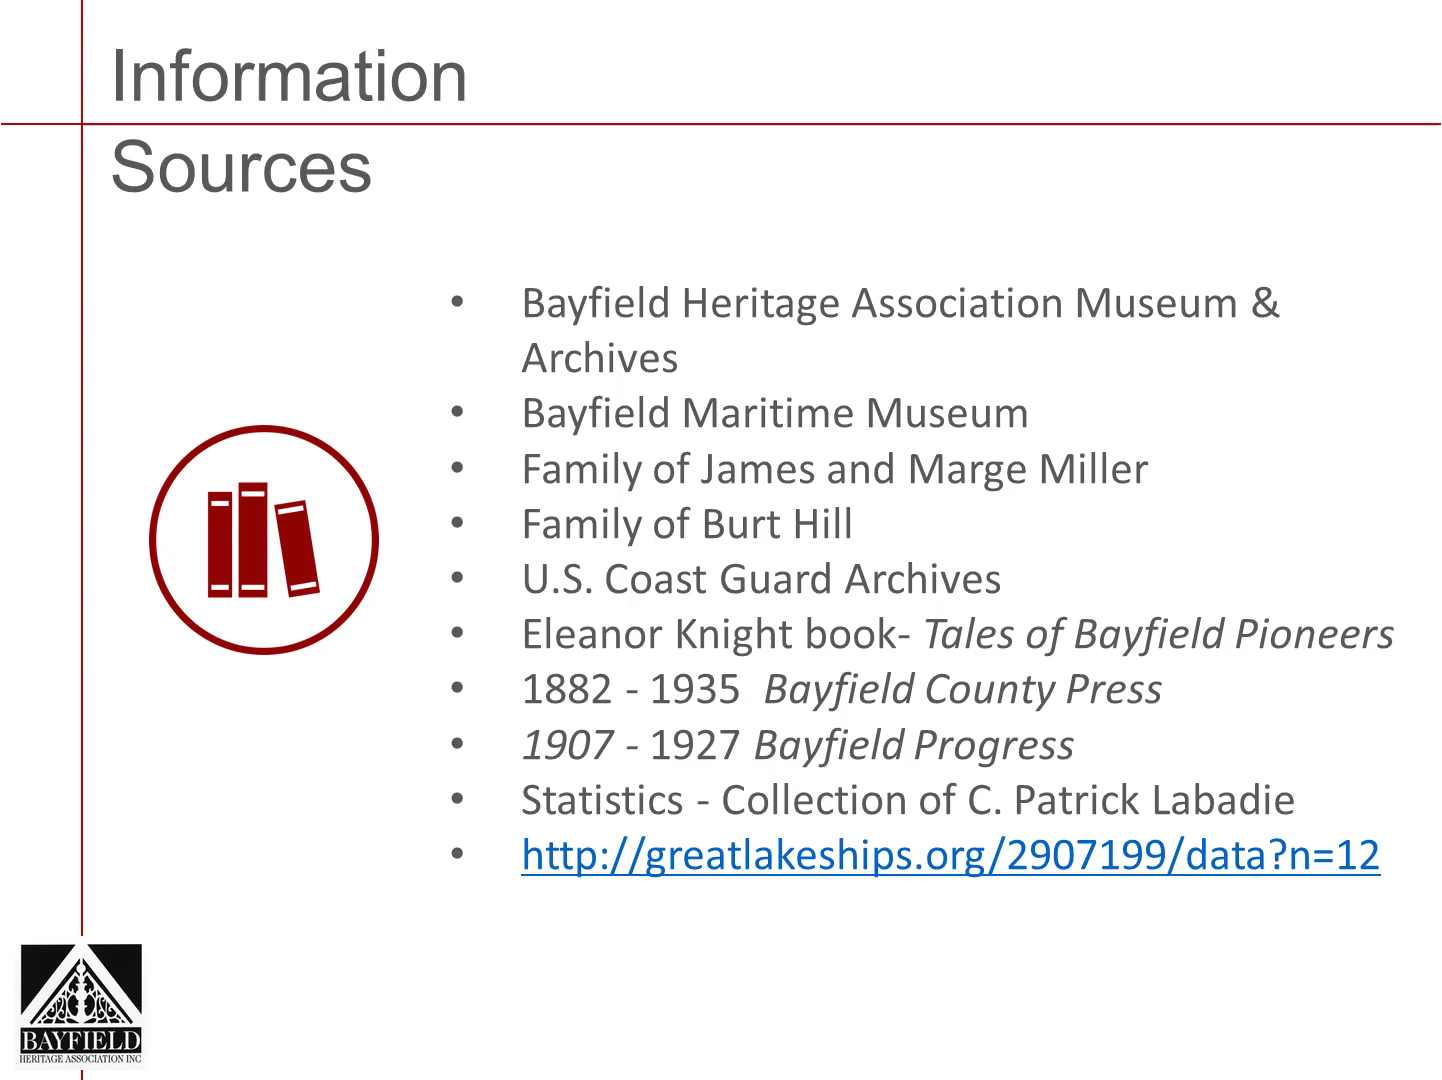 Information
Sources
• Bayfield Heritage Association Museum &
Archives
• Bayfield Maritime Museum
• Family of James and Marge Miller
• Family of Burt Hill
• U.S. Coast Guard Archives
• Eleanor Knight book- Tales of Bayfield Pioneers
• 1882 - 1935  Bayfield County Press
• 1907 - 1927 Bayfield Progress
• Statistics - Collection of C. Patrick Labadie
• http://greatlakeships.org/2907199/data?n=12
BAYFIELD
HERITAGE ASSOCIATION INC